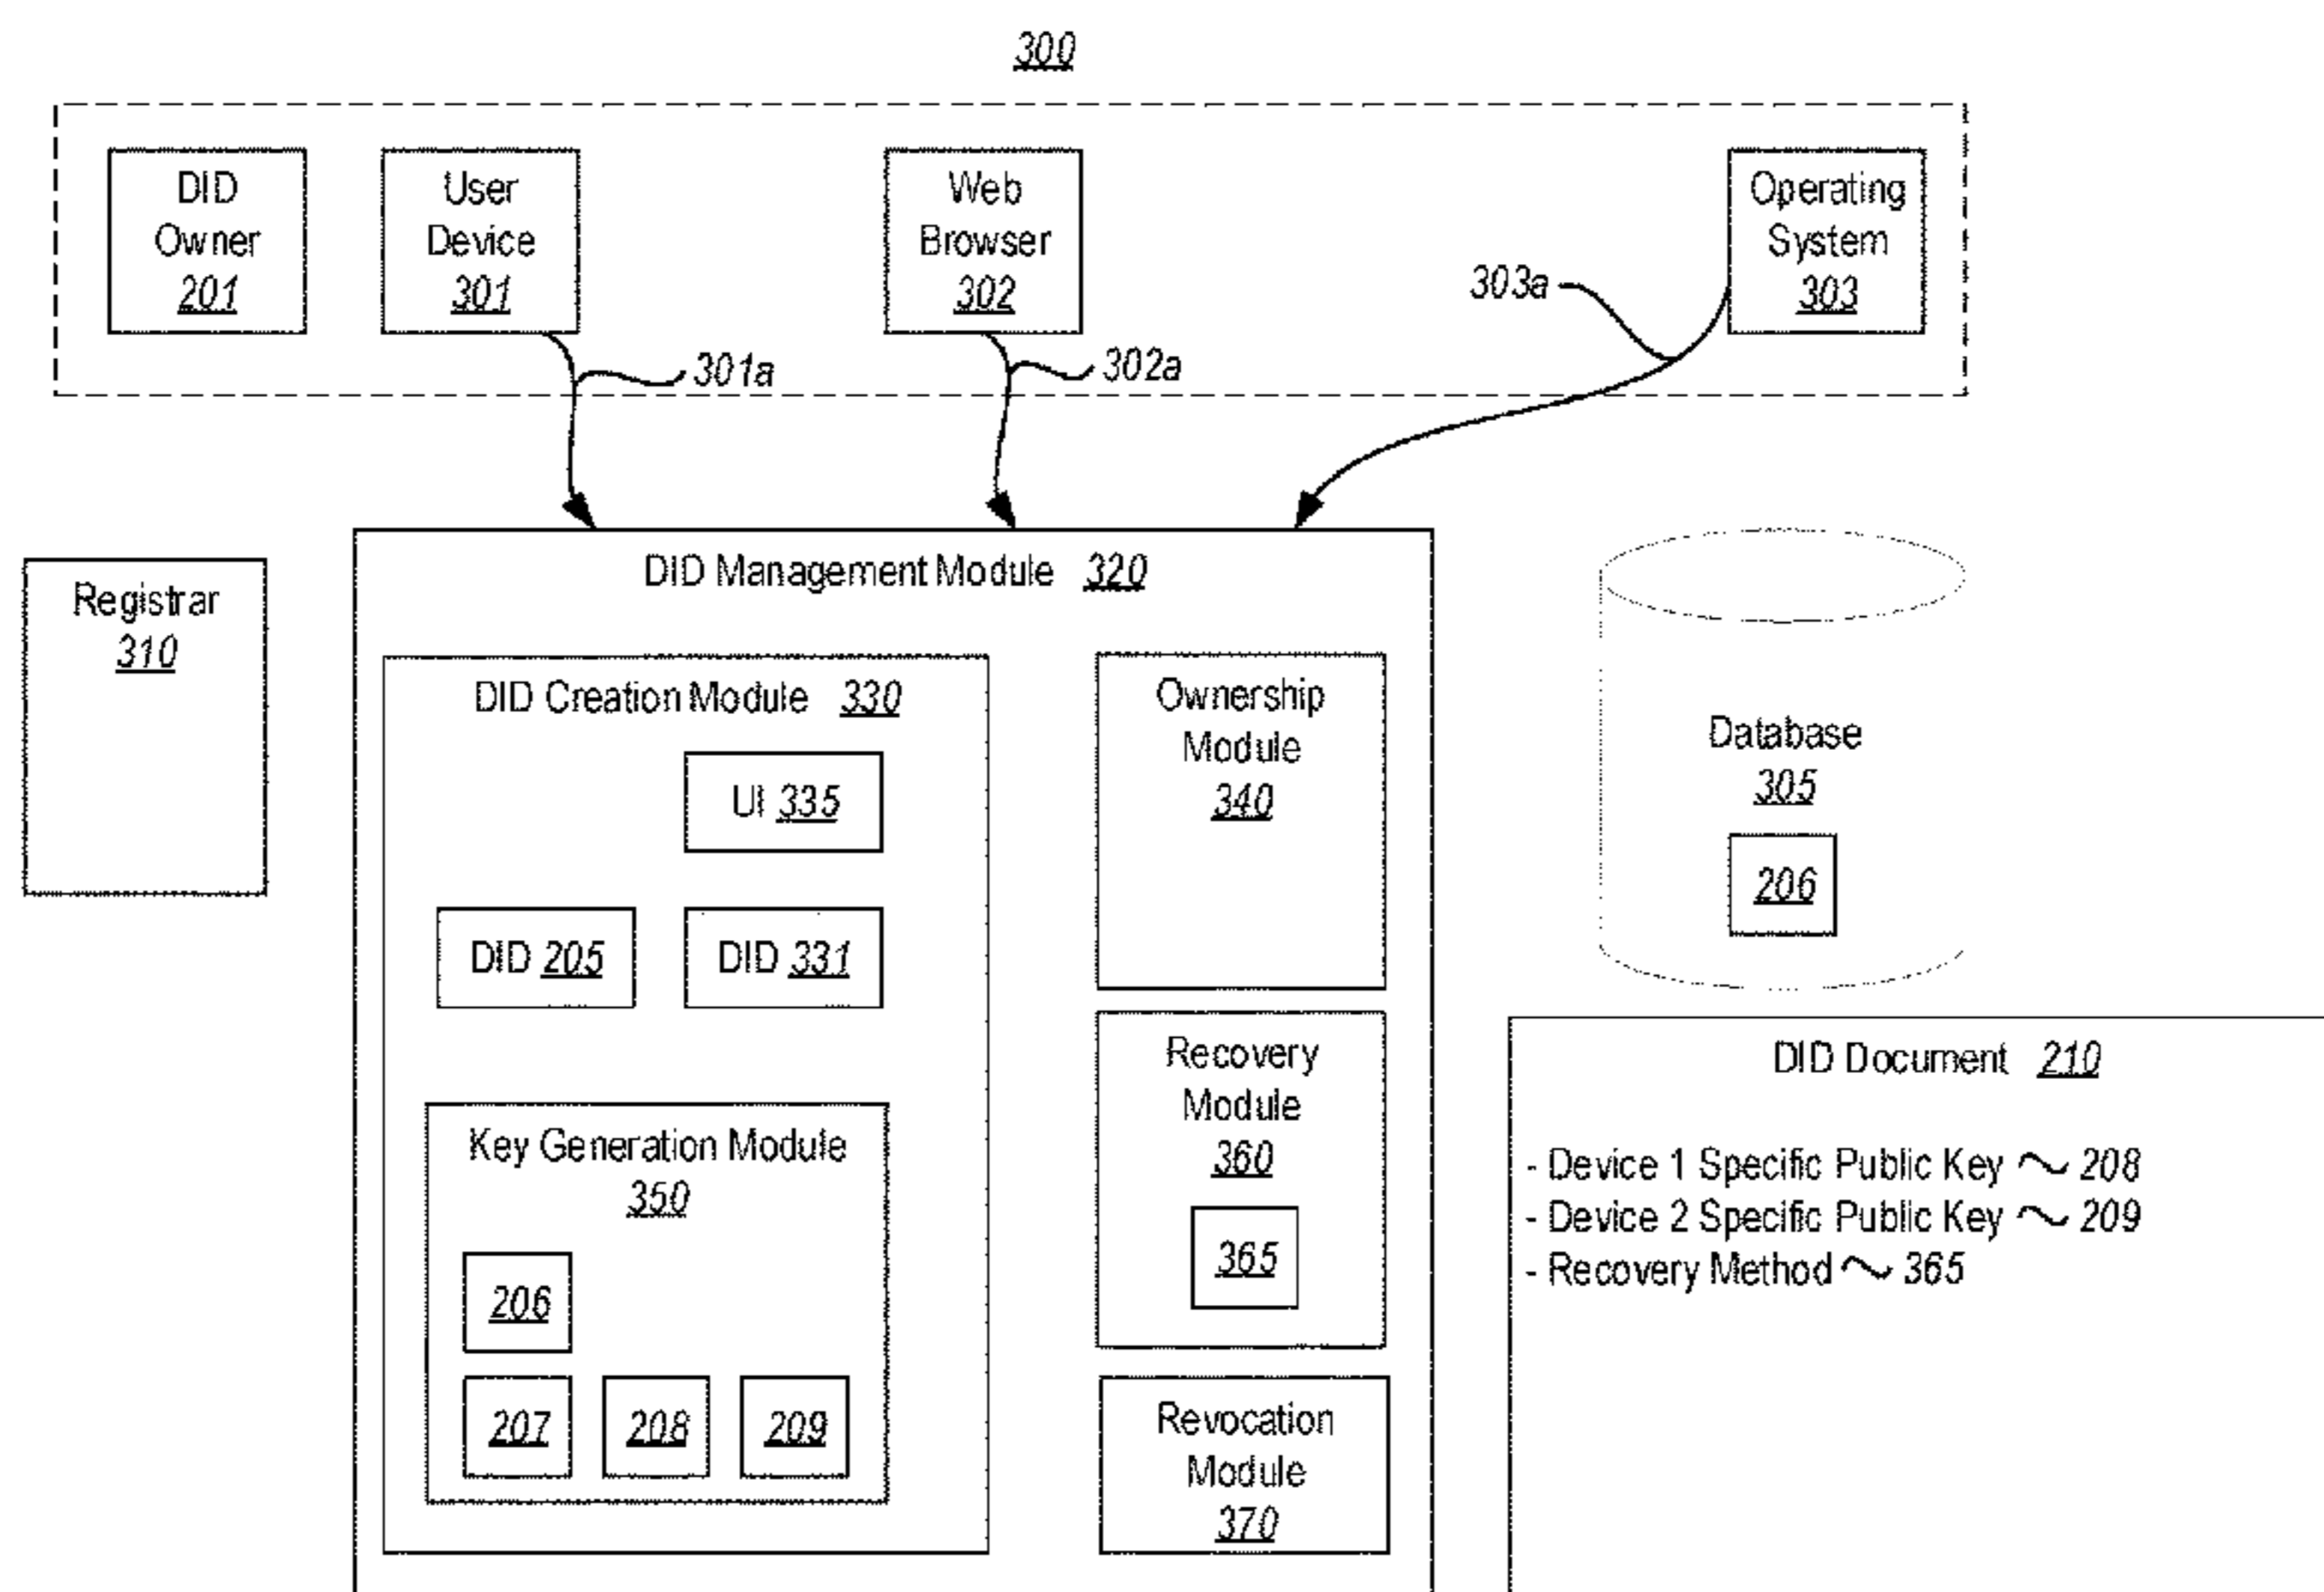 300
DID
Owner
201
User
Device
301
Web
Browser
302
Operating
System
303
303a
301a
302a
Registrar
310
DID Management Module 320
DID Creation Module 330
UI 335
DID 205
DID 331
Key Generation Module
350
206
207
208
209
Ownership
Module
340
Recovery
Module
360
365
Revocation
Module
370
Database
305
206
DID Document 210
- Device 1 Specific Public Key ~ 208
- Device 2 Specific Public Key ~ 209
- Recovery Method ~ 365